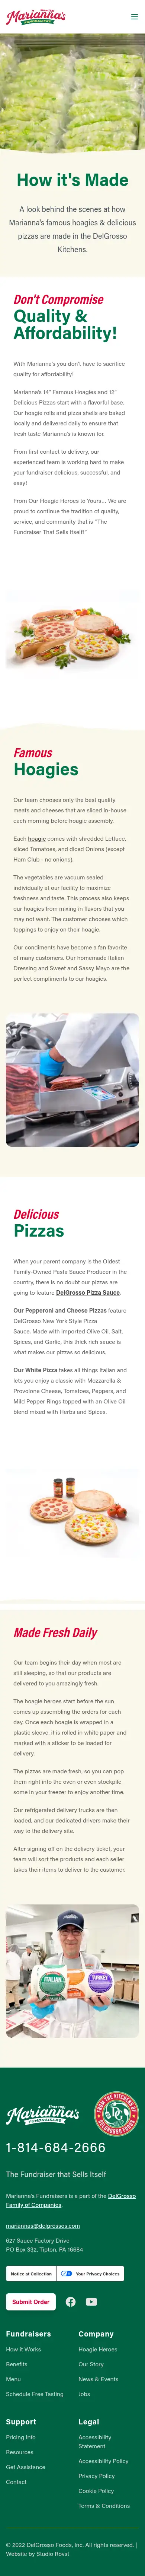 Marianna's
FUNDRAISERS
How it's Made
A look behind the scenes at how
Marianna's famous hoagies & delicious
pizzas are made in the DelGrosso
Kitchens.
Don't Compromise
Quality &
Affordability!
With Marianna's you don't have to sacrifice
quality for affordability!
Marianna's 14" Famous Hoagies and 12"
Delicious Pizzas start with a flavorful base.
Our hoagie rolls and pizza shells are baked
locally and delivered daily to ensure that
fresh taste Marianna's is known for.
From first contact to delivery, our
experienced team is working hard to make
your fundraiser delicious, successful, and
easy!
From Our Hoagie Heroes to Yours... We are
proud to continue the tradition of quality,
service, and community that is "The
Fundraiser That Sells Itself!"
Famous
Hoagies
Our team chooses only the best quality
meats and cheeses that are sliced in-house
each morning before hoagie assembly.
Each hoagie comes with shredded Lettuce,
sliced Tomatoes, and diced Onions (except
Ham Club - no onions).
The vegetables are vacuum sealed
individually at our facility to maximize
freshness and taste. This process also keeps
our hoagies from mixing in flavors that you
may not want. The customer chooses which
toppings to enjoy on their hoagie.
Our condiments have become a fan favorite
of many customers. Our homemade Italian
Dressing and Sweet and Sassy Mayo are the
perfect compliments to our hoagies.
Delicious
Pizzas
When your parent company is the Oldest
Family-Owned Pasta Sauce Producer in the
country, there is no doubt our pizzas are
going to feature DelGrosso Pizza Sauce.
Our Pepperoni and Cheese Pizzas feature
DelGrosso New York Style Pizza
Sauce. Made with imported Olive Oil, Salt,
Spices, and Garlic, this thick rich sauce is
what makes our pizzas so delicious.
Our White Pizza takes all things Italian and
lets you enjoy a classic with Mozzarella &
Provolone Cheese, Tomatoes, Peppers, and
Mild Pepper Rings topped with an Olive Oil
blend mixed with Herbs and Spices.
Made Fresh Daily
Our team begins their day when most are
still sleeping, so that our products are
delivered to you amazingly fresh.
The hoagie heroes start before the sun
comes up assembling the orders for that
day. Once each hoagie is wrapped in a
plastic sleeve, it is rolled in white paper and
marked with a sticker to be loaded for
delivery.
The pizzas are made fresh, so you can pop
them right into the oven or even stockpile
some in your freezer to enjoy another time.
Our refrigerated delivery trucks are then
loaded, and our dedicated drivers make their
way to the delivery site.
After signing off on the delivery ticket, your
team will sort the products and each seller
takes their items to deliver to the customer.
ITALIAN
TURKEY
Marianna's
FUNDRAISERS
1-814-684-2666
The Fundraiser that Sells Itself
Marianna's Fundraisers is a part of the DelGrosso
Family of Companies.
mariannas@delgrossos.com
627 Sauce Factory Drive
PO Box 332, Tipton, PA 16684
Notice at Collection
Your Privacy Choices
Submit Order
Fundraisers
How It Works
Benefits
Menu
Schedule Free Tasting
Company
Hoagie Heroes
Our Story
News & Events
Jobs
Support
Pricing Info
Resources
Get Assistance
Contact
Legal
Accessibility
Statement
Accessibility Policy
Privacy Policy
Cookie Policy
Terms & Conditions
© 2022 DelGrosso Foods, Inc. All rights reserved. |
Website by Studio Revst